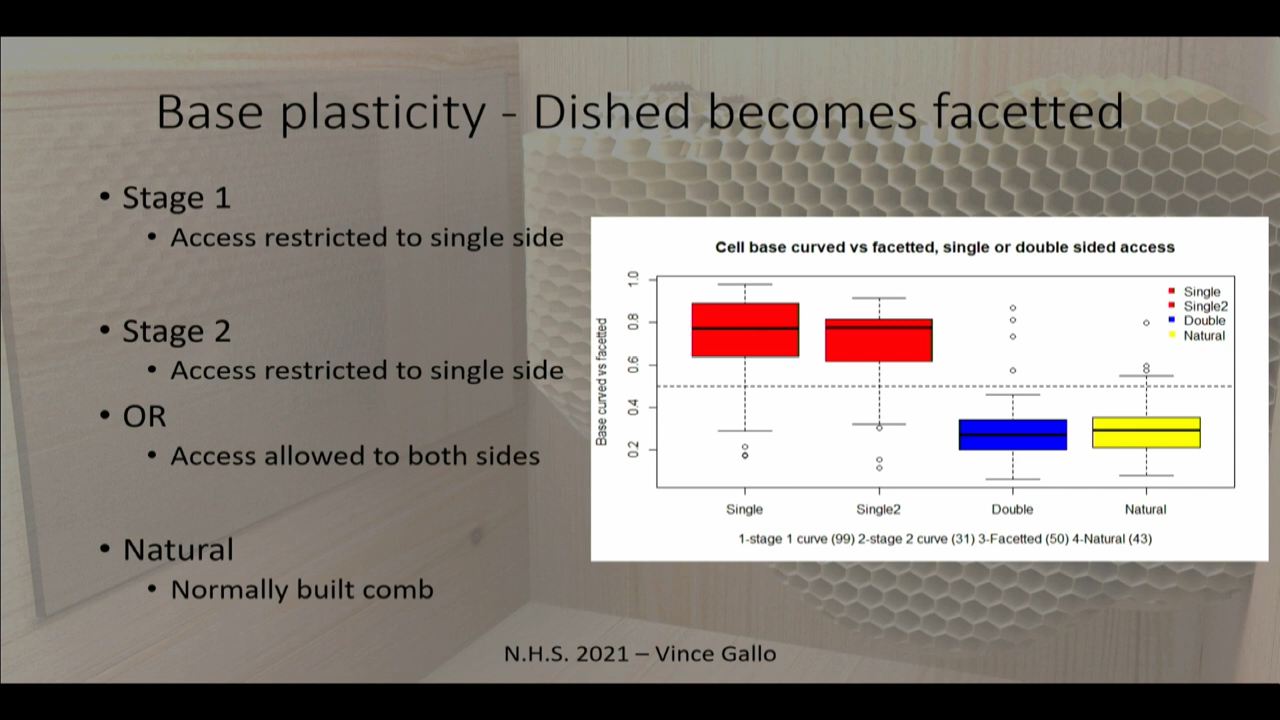 Base plasticity - Dished becomes facetted
• Stage 1
• Access restricted to single side
• Stage 2
• Access restricted to single side
• OR
• Access allowed to both sides
• Natural
• Normally built comb
Cell base curved vs facetted, single or double sided access
Base curved vs facetted
1.0
0.8
0.6
0.4
0.2
Single
Single2
Double
Natural
Single
Single2
Double
Natural
1-stage 1 curve (99) 2-stage 2 curve (31) 3-Facetted (50) 4-Natural (43)
N.H.S. 2021 – Vince Gallo